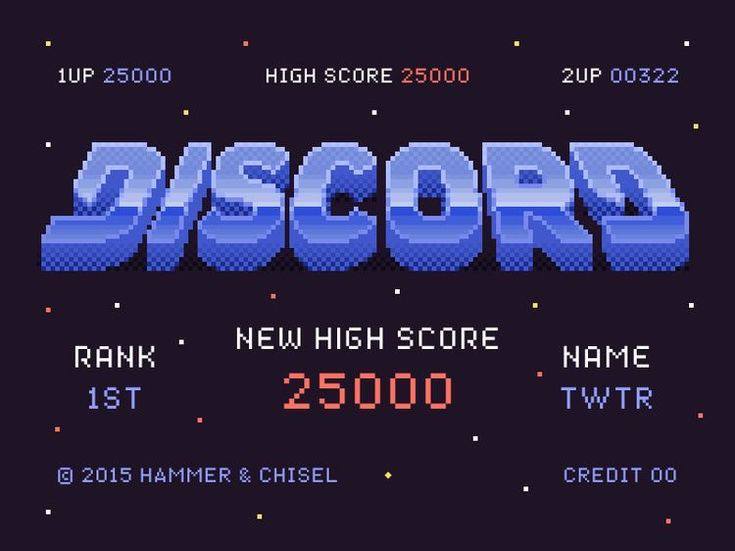 1UP 25000 HIGH SCORE 25000 2UP 00322
DISCORD
NEW HIGH SCORE
RANK 25000 NAME
1ST TWTR
© 2015 HAMMER & CHISEL CREDIT 00